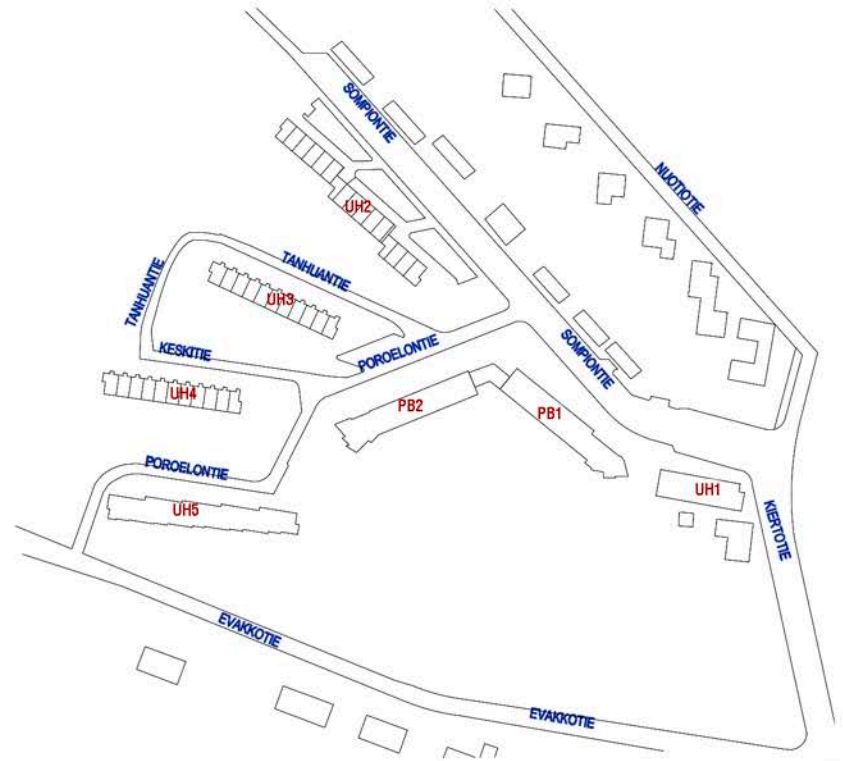 SOMPIONTIE
NUOTIOTIE
UH2
TANHUANTIE
TANHUANTIE
UH3
KESKITIE
POROELONTIE
SOMPIONTIE
UH4
PB2
PB1
POROELONTIE
UH1
UH5
KIERTOTIE
EVAKKOTIE
EVAKKOTIE